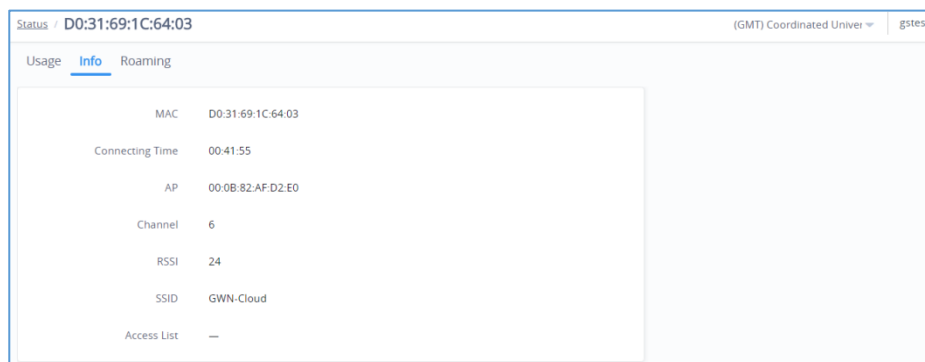 Status / D0:31:69:1C:64:03 (GMT) Coordinated Univer gstes
Usage Info Roaming
MAC D0:31:69:1C:64:03
Connecting Time 00:41:55
AP 00:0B:82:AF:D2:E0
Channel 6
RSSI 24
SSID GWN-Cloud
Access List —